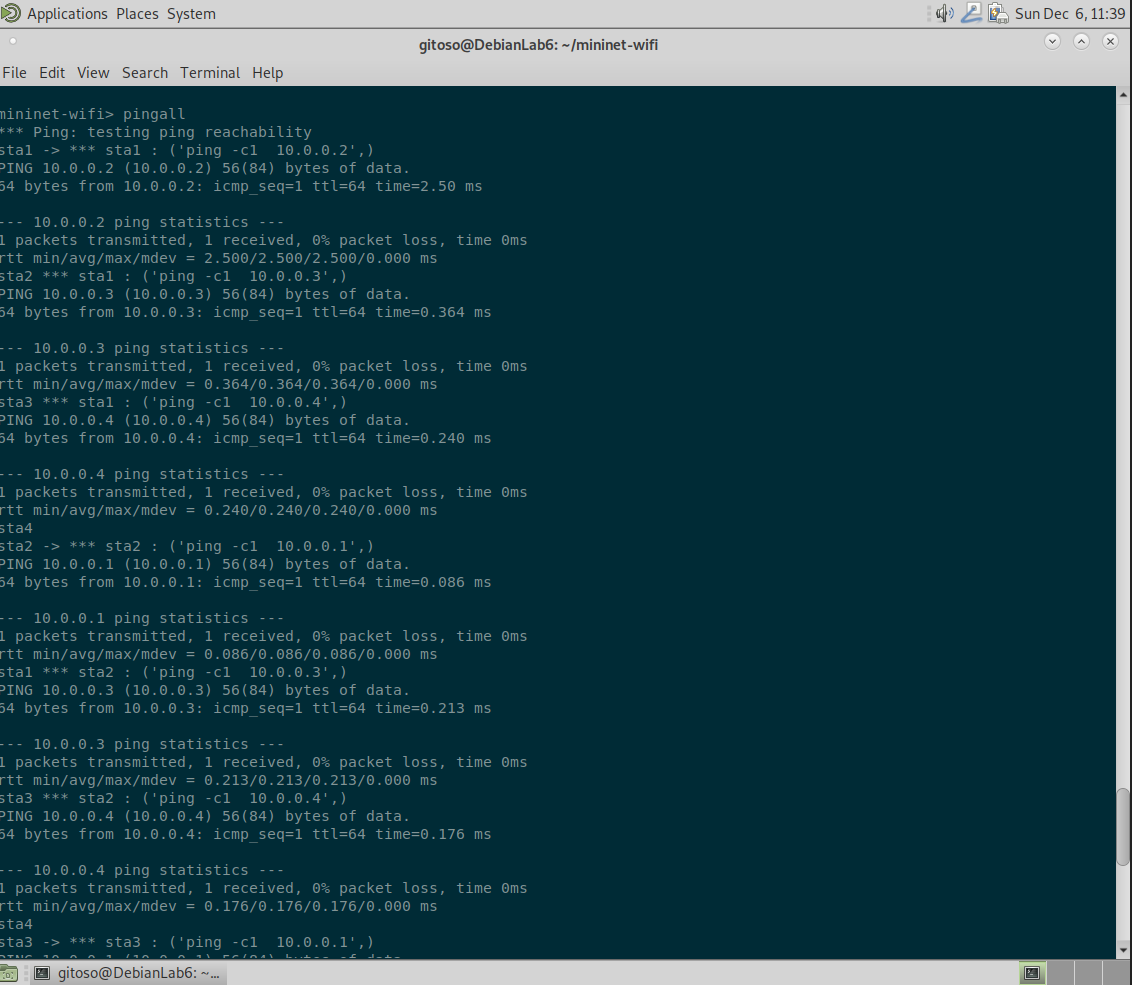 Applications Places System Sun Dec 6, 11:39
gitoso@DebianLab6: ~/mininet-wifi
File Edit View Search Terminal Help
mininet-wifi> pingall
*** Ping: testing ping reachability
sta1 -> *** sta1 : ('ping -c1  10.0.0.2',)
PING 10.0.0.2 (10.0.0.2) 56(84) bytes of data.
64 bytes from 10.0.0.2: icmp_seq=1 ttl=64 time=2.50 ms
--- 10.0.0.2 ping statistics ---
1 packets transmitted, 1 received, 0% packet loss, time 0ms
rtt min/avg/max/mdev = 2.500/2.500/2.500/0.000 ms
sta2 *** sta1 : ('ping -c1  10.0.0.3',)
PING 10.0.0.3 (10.0.0.3) 56(84) bytes of data.
64 bytes from 10.0.0.3: icmp_seq=1 ttl=64 time=0.364 ms
--- 10.0.0.3 ping statistics ---
1 packets transmitted, 1 received, 0% packet loss, time 0ms
rtt min/avg/max/mdev = 0.364/0.364/0.364/0.000 ms
sta3 *** sta1 : ('ping -c1  10.0.0.4',)
PING 10.0.0.4 (10.0.0.4) 56(84) bytes of data.
64 bytes from 10.0.0.4: icmp_seq=1 ttl=64 time=0.240 ms
--- 10.0.0.4 ping statistics ---
1 packets transmitted, 1 received, 0% packet loss, time 0ms
rtt min/avg/max/mdev = 0.240/0.240/0.240/0.000 ms
sta4
sta2 -> *** sta2 : ('ping -c1  10.0.0.1',)
PING 10.0.0.1 (10.0.0.1) 56(84) bytes of data.
64 bytes from 10.0.0.1: icmp_seq=1 ttl=64 time=0.086 ms
--- 10.0.0.1 ping statistics ---
1 packets transmitted, 1 received, 0% packet loss, time 0ms
rtt min/avg/max/mdev = 0.086/0.086/0.086/0.000 ms
sta1 *** sta2 : ('ping -c1  10.0.0.3',)
PING 10.0.0.3 (10.0.0.3) 56(84) bytes of data.
64 bytes from 10.0.0.3: icmp_seq=1 ttl=64 time=0.213 ms
--- 10.0.0.3 ping statistics ---
1 packets transmitted, 1 received, 0% packet loss, time 0ms
rtt min/avg/max/mdev = 0.213/0.213/0.213/0.000 ms
sta3 *** sta2 : ('ping -c1  10.0.0.4',)
PING 10.0.0.4 (10.0.0.4) 56(84) bytes of data.
64 bytes from 10.0.0.4: icmp_seq=1 ttl=64 time=0.176 ms
--- 10.0.0.4 ping statistics ---
1 packets transmitted, 1 received, 0% packet loss, time 0ms
rtt min/avg/max/mdev = 0.176/0.176/0.176/0.000 ms
sta4
sta3 -> *** sta3 : ('ping -c1  10.0.0.1',)
gitoso@DebianLab6: ~...